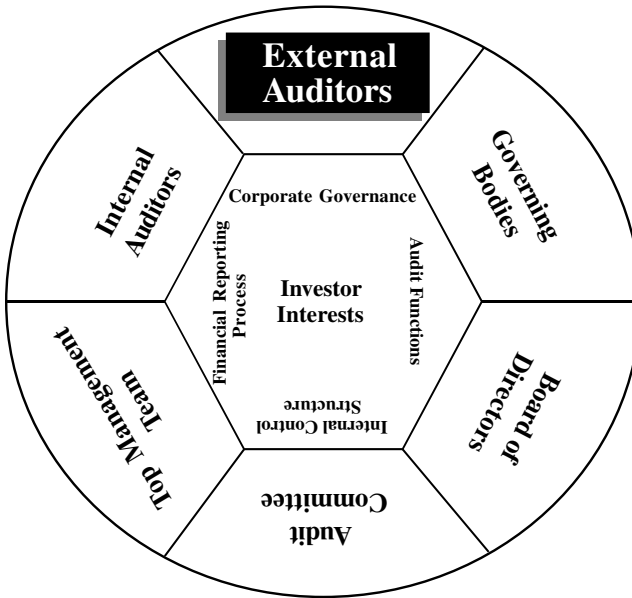 External
Auditors
Governing
Bodies
Board of
Directors
Audit
Committee
Top Management
Team
Internal
Auditors
Corporate Governance
Audit Functions
Internal Control
Structure
Financial Reporting
Process
Investor
Interests